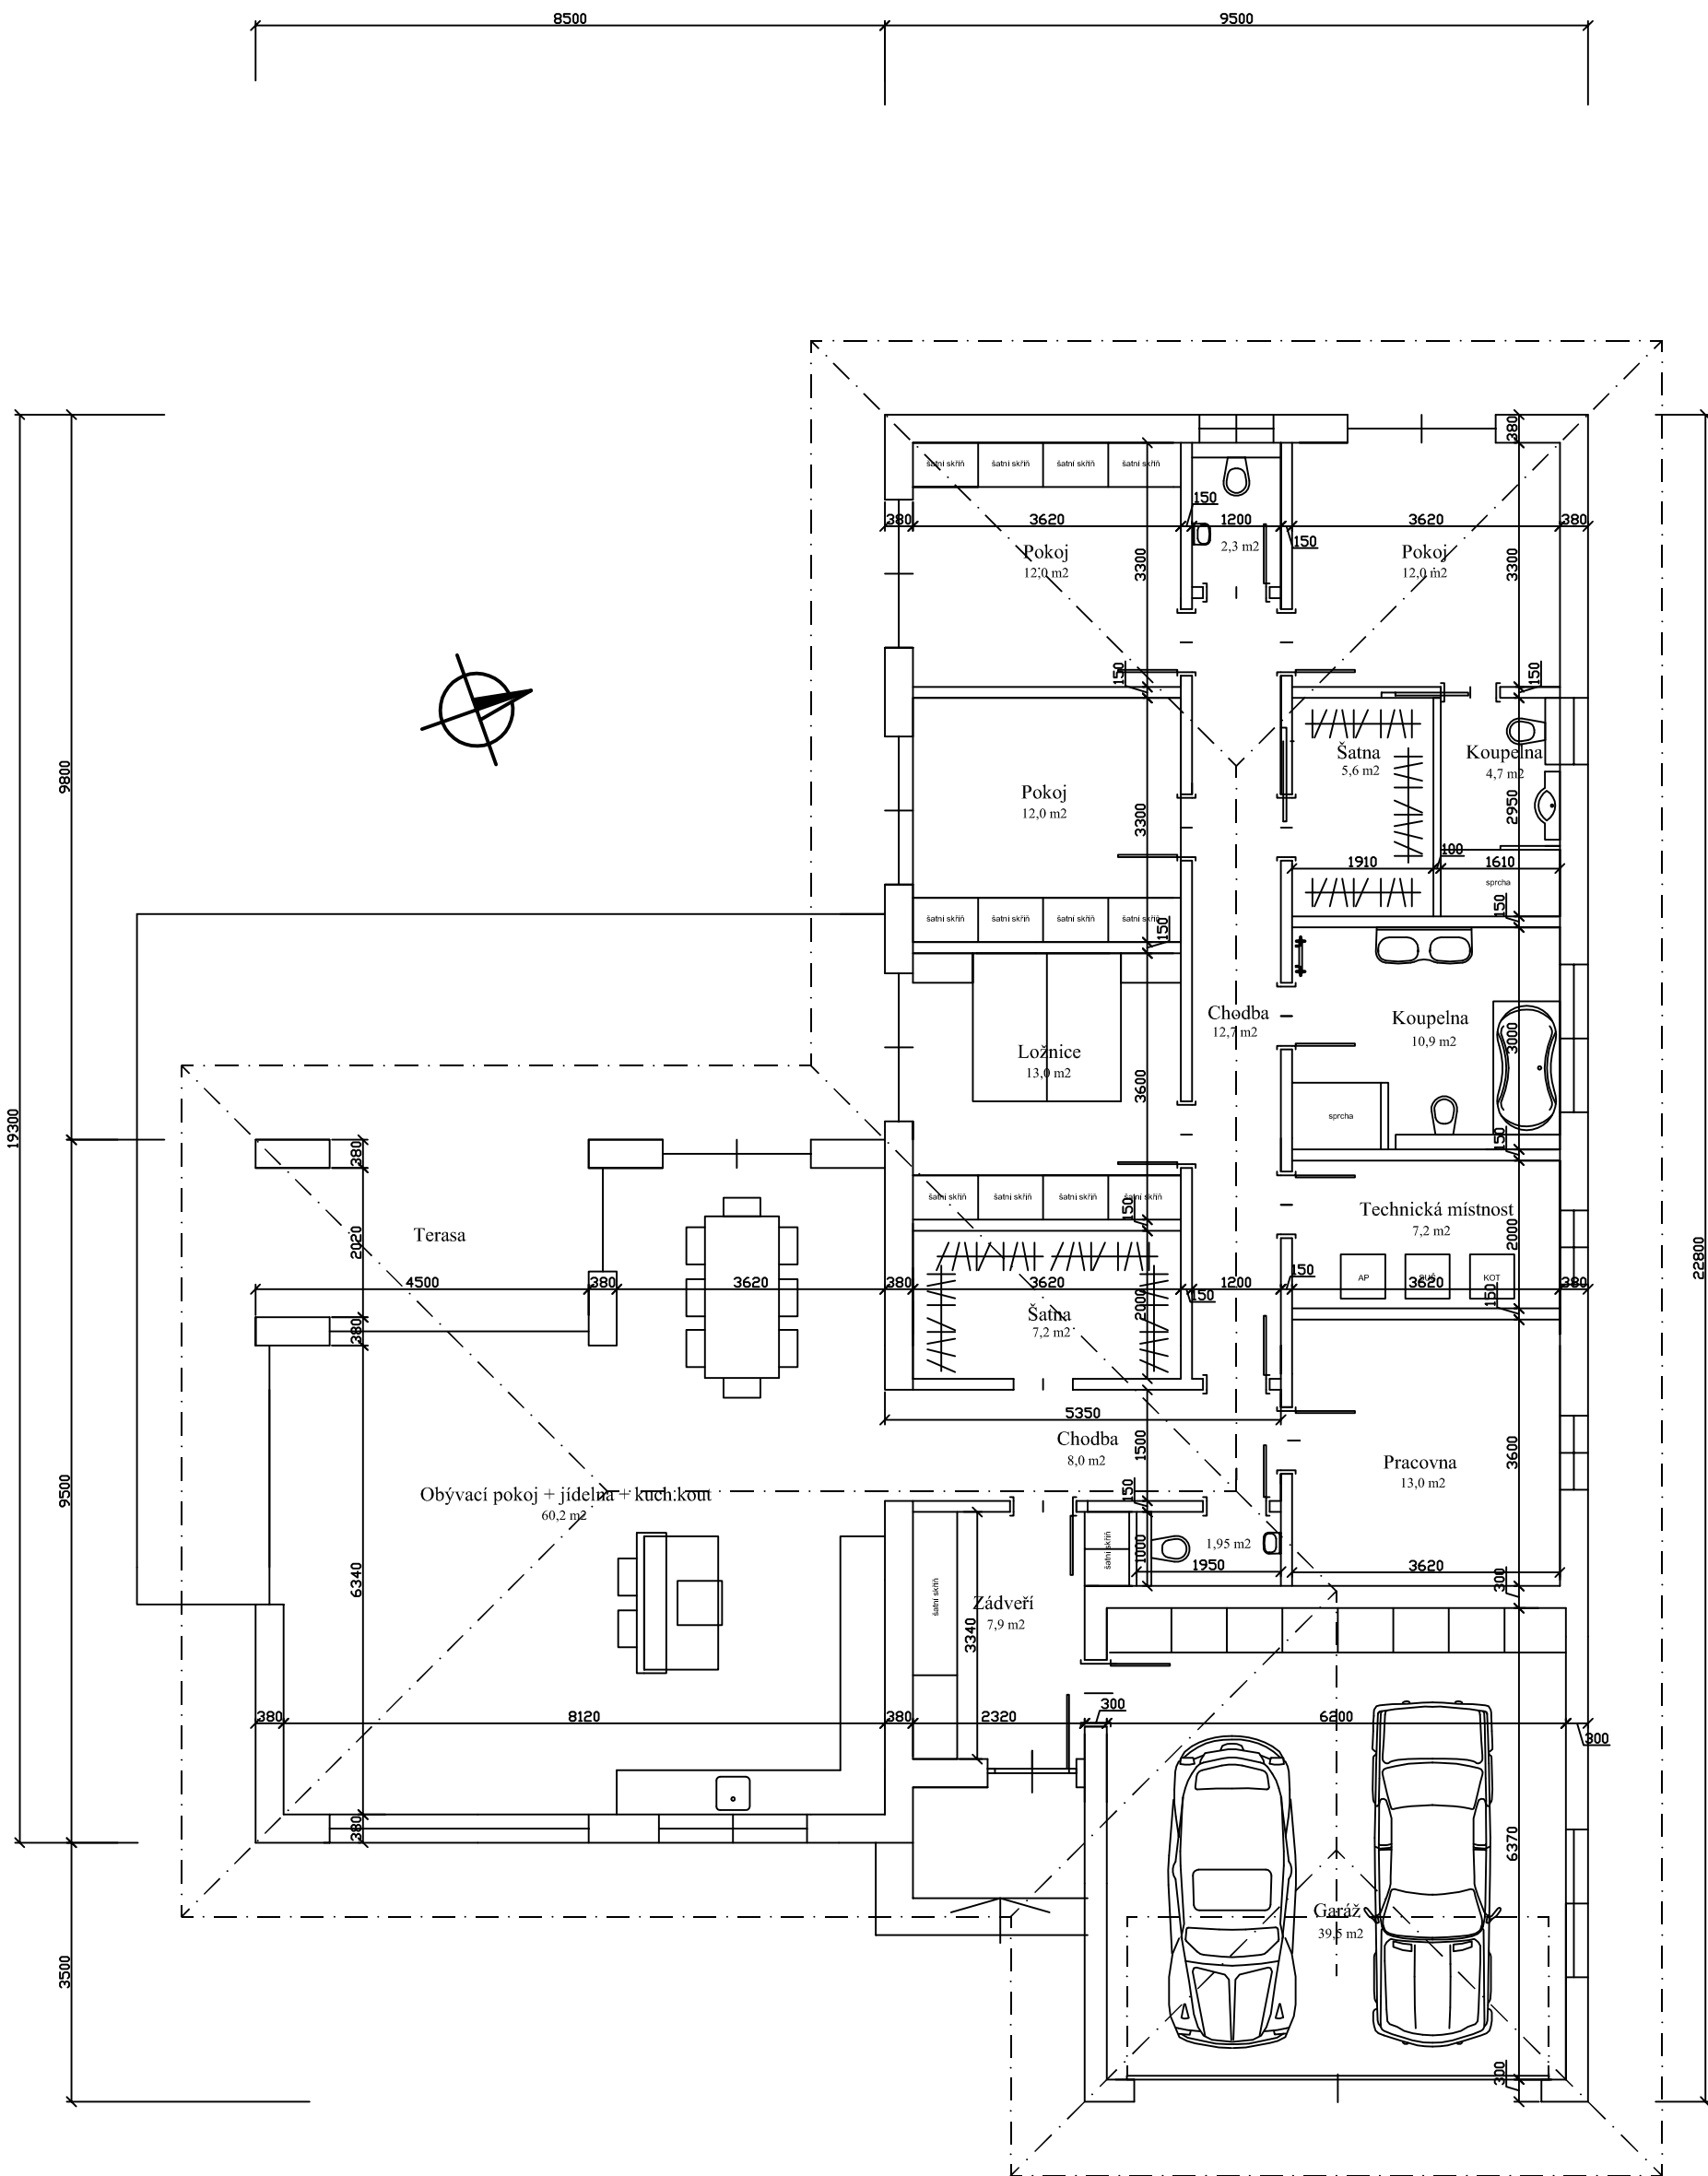 8500
9500
380
šatní skříň
šatní skříň
šatní skříň
šatní skříň
150
380
3620
1200
3620
380
150
2,3 m2
Pokoj
12,0 m2
Pokoj
12,0 m2
3300
3300
150
150
Šatna
5,6 m2
Koupelna
4,7 m2
9800
Pokoj
12,0 m2
3300
2950
100
1910
1610
sprcha
150
šatní skříň
šatní skříň
šatní skříň
šatní skříň
150
Chodba
12,7 m2
Koupelna
10,9 m2
3000
Ložnice
13,0 m2
3600
sprcha
19300
380
150
šatní skříň
šatní skříň
šatní skříň
šatní skříň
150
Technická místnost
7,2 m2
2000
Terasa
2020
22800
4500
380
3620
380
3620
1200
150
3620
380
150
AP
KOT
150
2000
Šatna
7,2 m2
380
5350
Chodba
8,0 m2
1500
Pracovna
13,0 m2
3600
9500
Obývací pokoj + jídelna + kuch.kout
60,2 m2
150
1,95 m2
1000
šatní skříň
1950
3620
6340
šatní skříň
Zádveří
7,9 m2
3340
300
380
8120
380
2320
300
6200
300
380
6370
Garáž
39,5 m2
3500
300